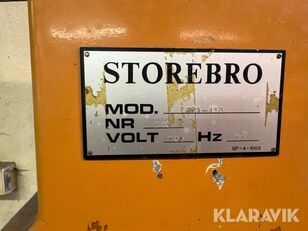 STOREBRO
MOD.
NR
VOLT Hz
SP-4-1005
KLARAVIK